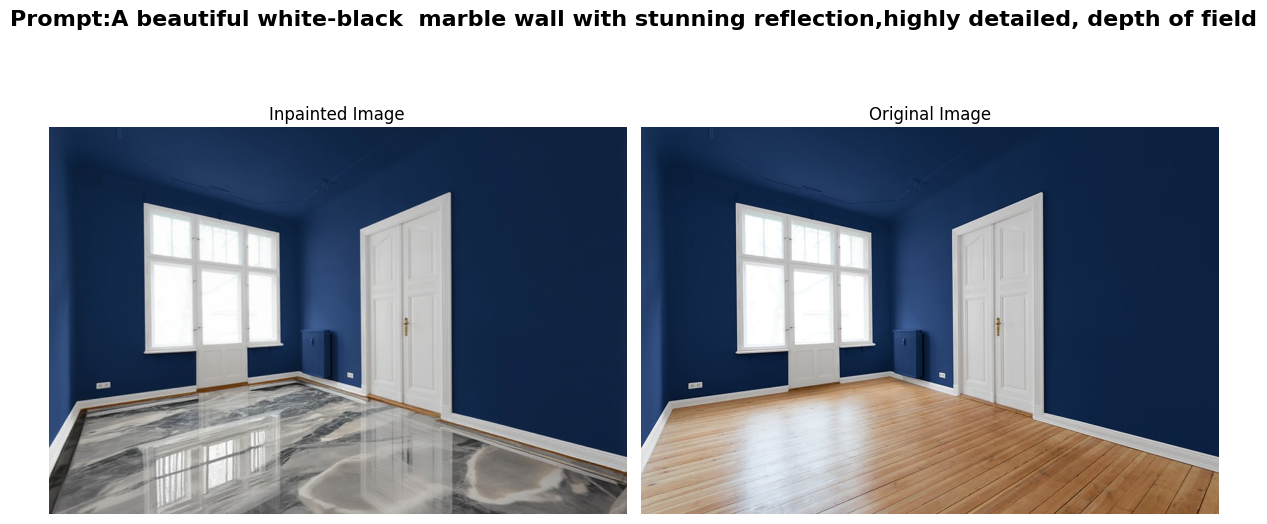 Prompt:A beautiful white-black  marble wall with stunning reflection,highly detailed, depth of field
Inpainted Image
Original Image